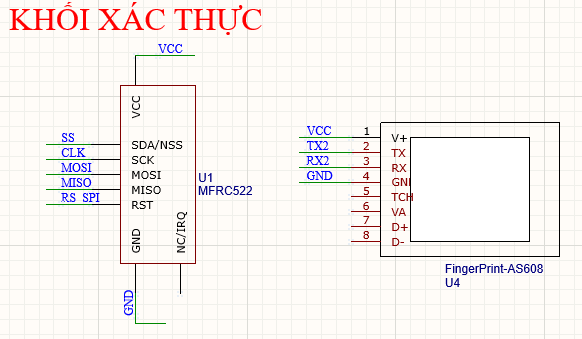 KHỐI XÁC THỰC
VCC
VCC
SS
SDA/NSS
CLK
SCK
MOSI
MOSI
MISO
MISO
RS_SPI
RST
GND
NC/IRQ
GND
U1
MFRC522
VCC 1 V+
TX2 2 TX
RX2 3 RX
GND 4 GND
5 TCH
6 VA
7 D+
8 D-
FingerPrint-AS608
U4